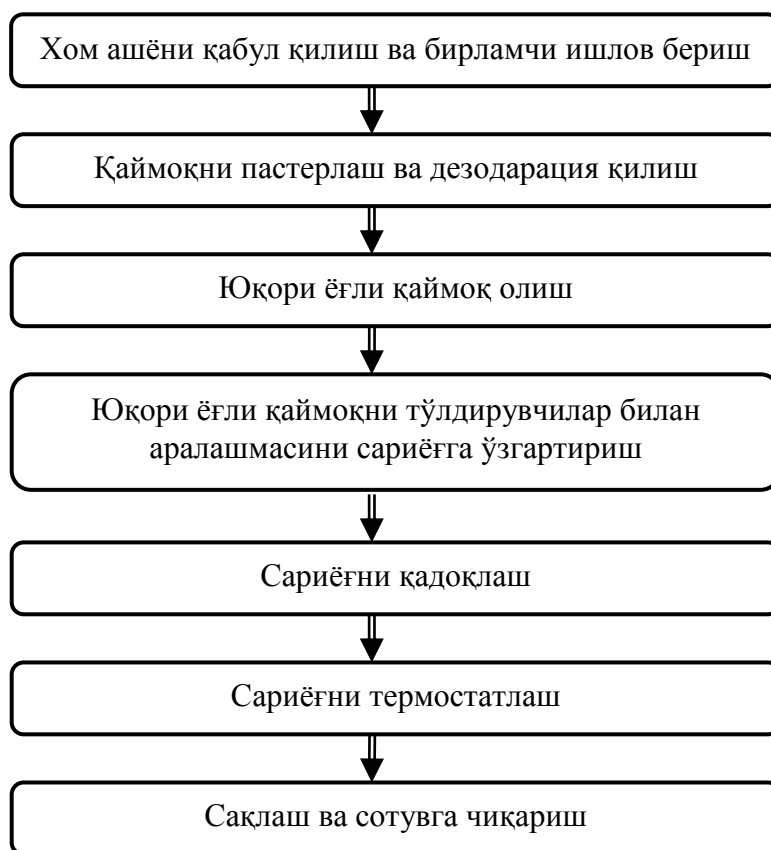 Хом ашёни қабул қилиш ва бирламчи ишлов бериш
Қаймоқни пастерлаш ва дезодарация қилиш
Юқори ёғли қаймоқ олиш
Юқори ёғли қаймоқни тўлдирувчилар билан
аралашмасини сариёғга ўзгартириш
Сариёғни қадоқлаш
Сариёғни термостатлаш
Сақлаш ва сотувга чиқариш